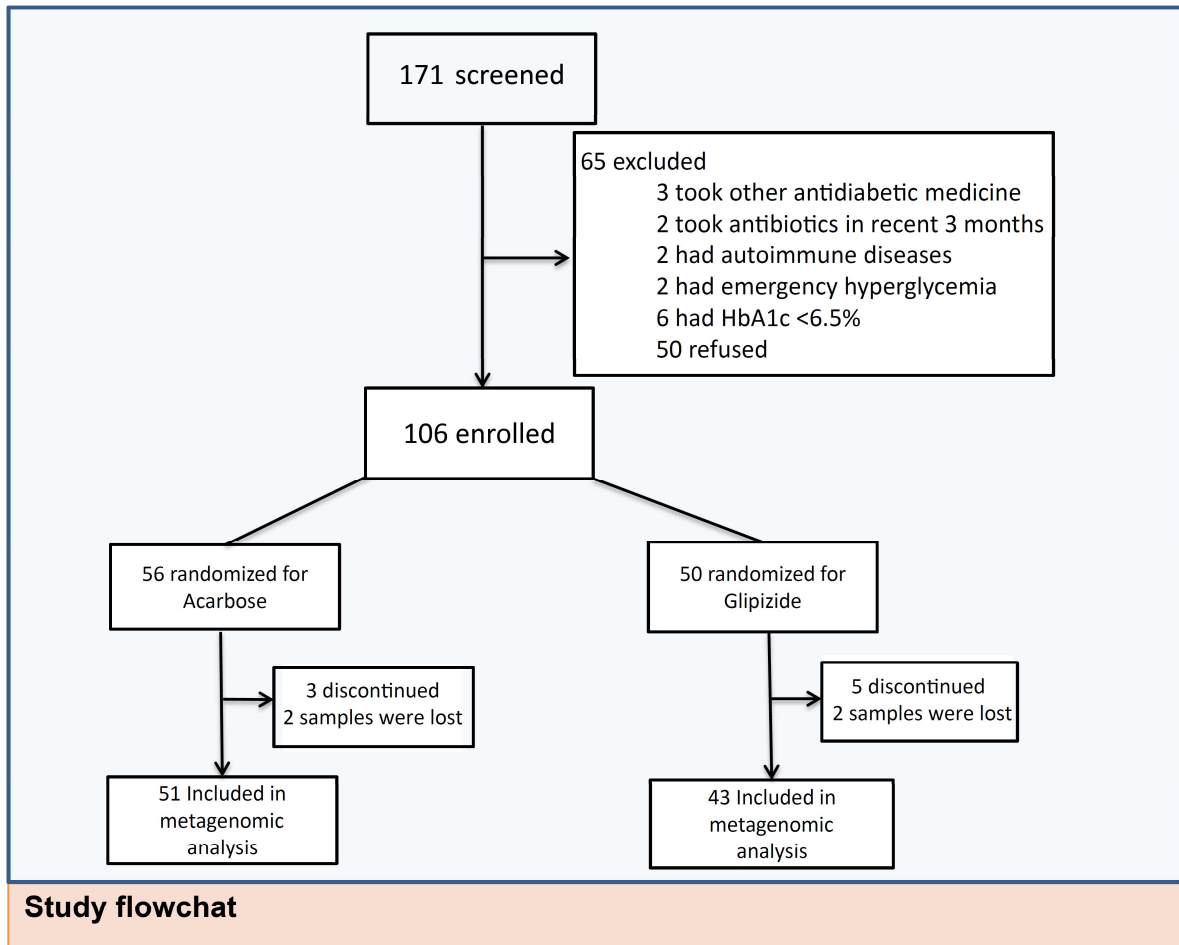 171 screened
65 excluded
3 took other antidiabetic medicine
2 took antibiotics in recent 3 months
2 had autoimmune diseases
2 had emergency hyperglycemia
6 had HbA1c <6.5%
50 refused
106 enrolled
56 randomized for
Acarbose
50 randomized for
Glipizide
3 discontinued
2 samples were lost
5 discontinued
2 samples were lost
51 Included in
metagenomic
analysis
43 Included in
metagenomic
analysis
Study flowchat